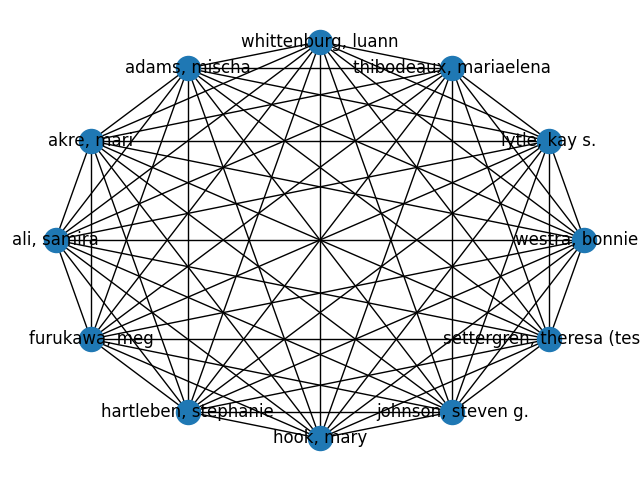 whittenburg, luann
adams, mischa
thibodeaux, mariaelena
akre, mari
lytle, kay s.
ali, samira
westra, bonnie
furukawa, meg
settergren, theresa (tes
hartleben, stephanie
johnson, steven g.
hook, mary